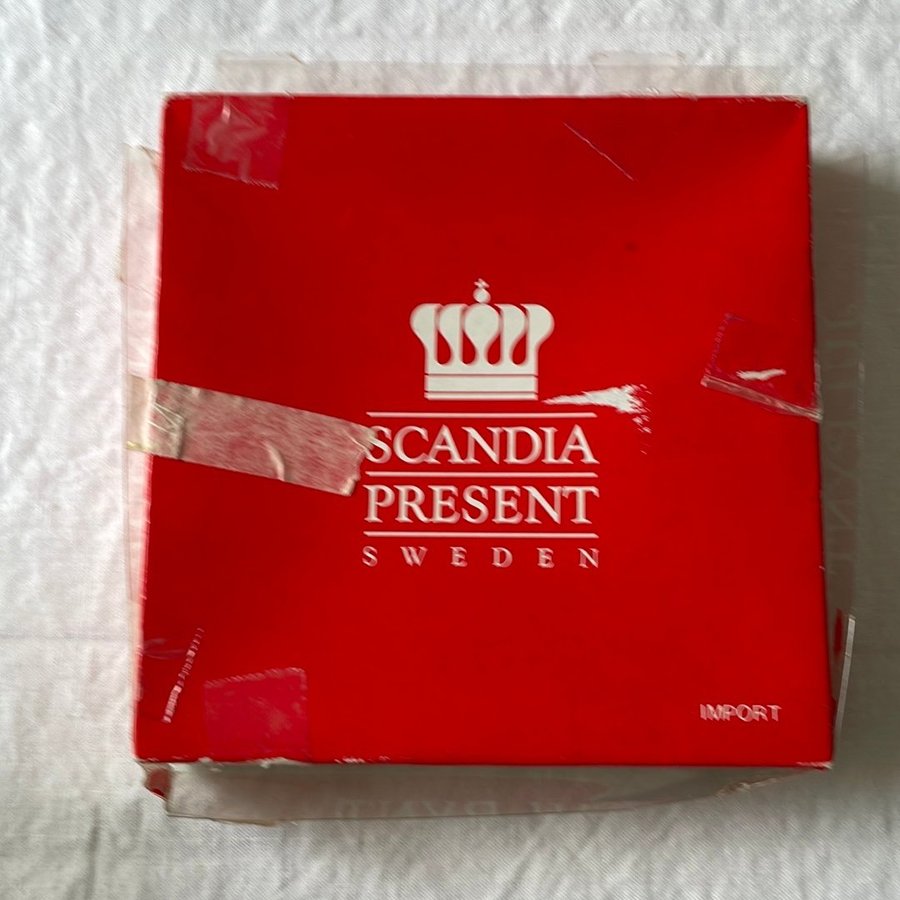 SCANDIA
PRESENT
SWEDEN
IMPORT